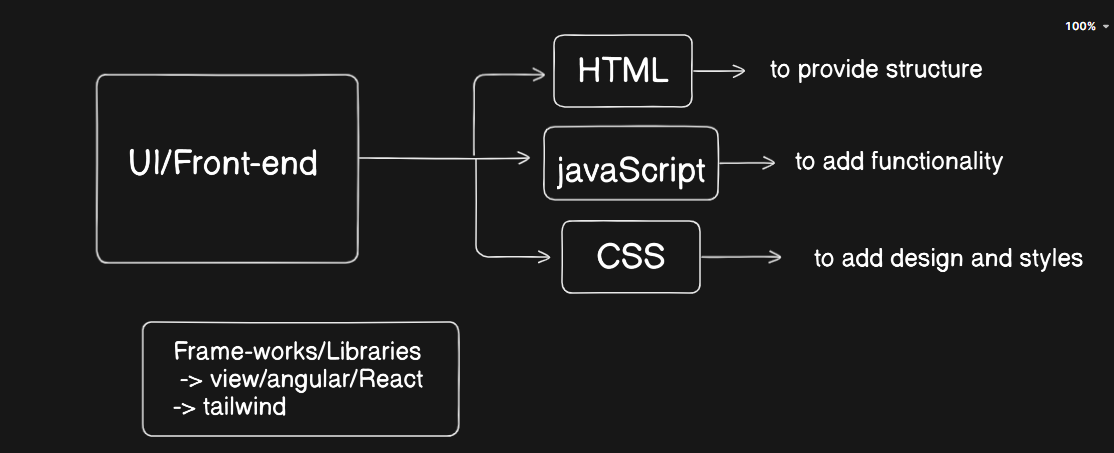 100%
HTML
to provide structure
UI/Front-end
javaScript
to add functionality
CSS
to add design and styles
Frame-works/Libraries
-> view/angular/React
-> tailwind